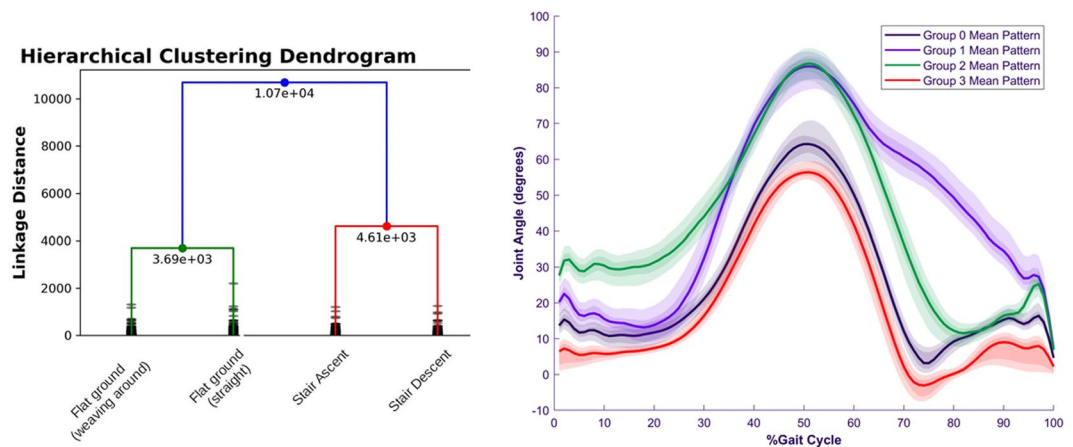 Hierarchical Clustering Dendrogram
Linkage Distance
10000
8000
6000
4000
2000
0
1.07e+04
3.69e+03
4.61e+03
Flat ground
(weaving around)
Flat ground
(straight)
Stair Ascent
Stair Descent
Joint Angle (degrees)
100
90
80
70
60
50
40
30
20
10
0
-10
Group 0 Mean Pattern
Group 1 Mean Pattern
Group 2 Mean Pattern
Group 3 Mean Pattern
0
10
20
30
40
50
60
70
80
90
100
%Gait Cycle